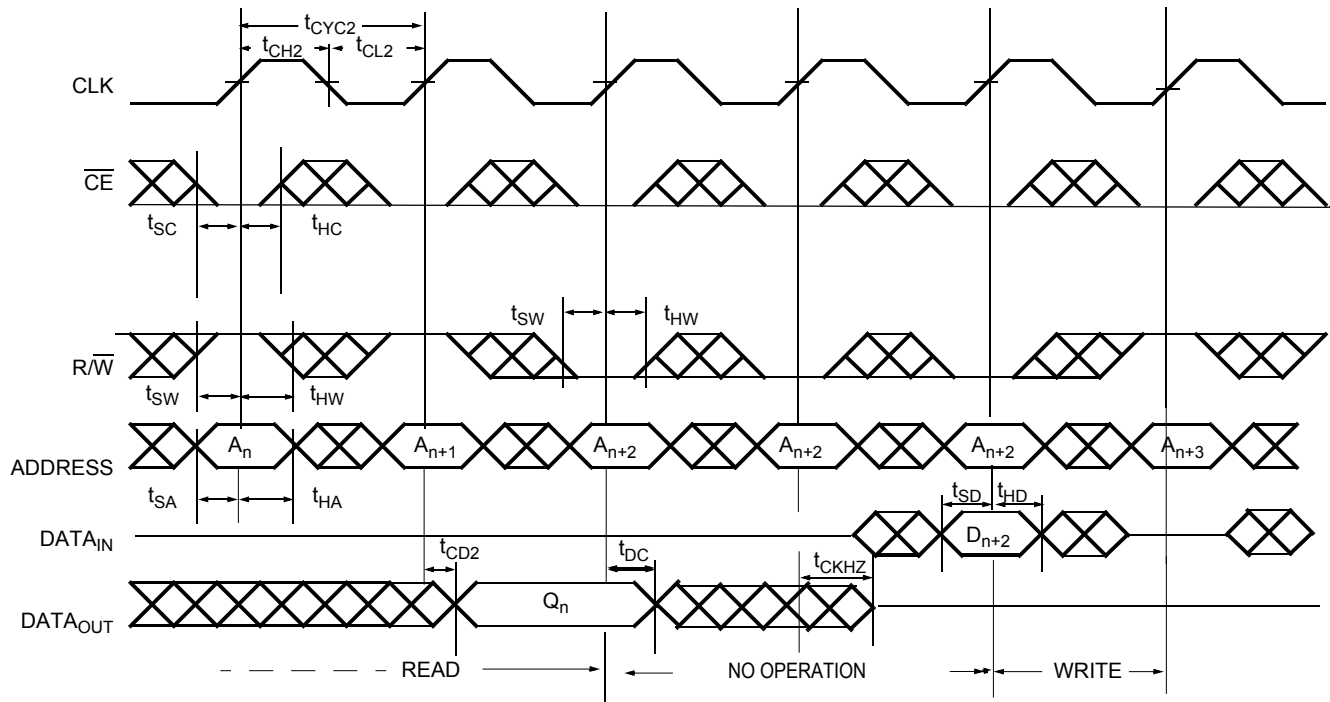 tCYC2
tCH2 tCL2
CLK
CE
tSC tHC
tSW tHW
R/W
tSW tHW
An An+1 An+2 An+2 An+2 An+3
ADDRESS
tSA tHA
tSD tHD
DATAIN Dn+2
tCD2 tDC tCKHZ
Qn
DATAOUT
READ NO OPERATION WRITE